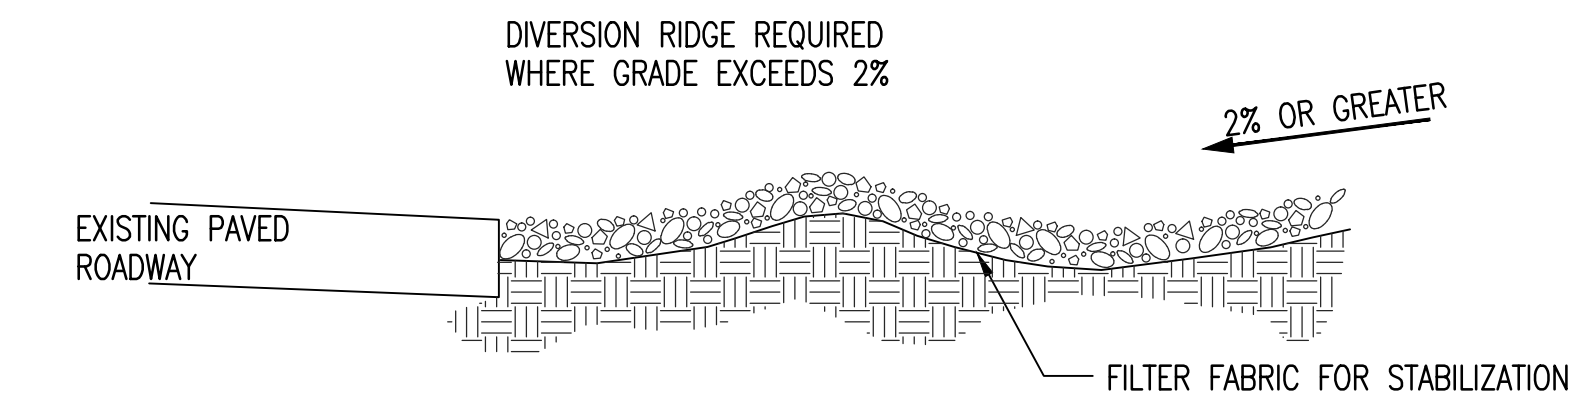 DIVERSION RIDGE REQUIRED
WHERE GRADE EXCEEDS 2%
2% OR GREATER
EXISTING PAVED
ROADWAY
FILTER FABRIC FOR STABILIZATION